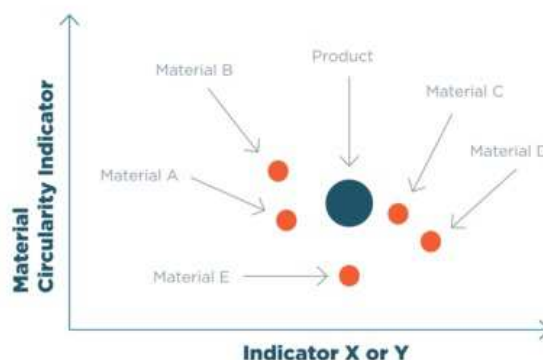 Product
Material B
Material C
Material D
Material A
Material E
Material
Circularity Indicator
Indicator X or Y